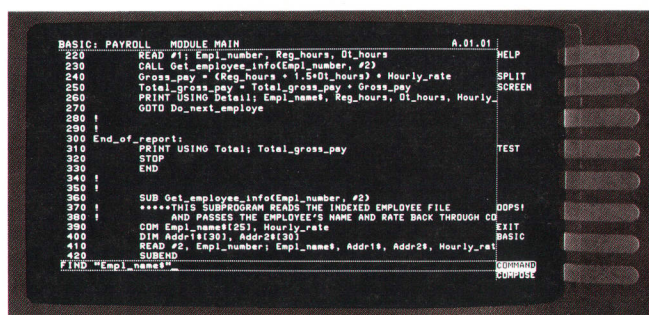 BASIC: PAYROLL MODULE MAIN A.01.01
220 READ #1; Empl_number, Reg_hours, Ot_hours HELP
230 CALL Get_employee_info(Empl_number, #2)
240 Gross_pay = (Reg_hours + 1.5*Ot_hours) * Hourly_rate SPLIT
250 Total_gross_pay = Total_gross_pay + Gross_pay SCREEN
260 PRINT USING Detail; Empl_name$, Reg_hours, Ot_hours, Hourly_
270 GOTO Do_next_employe
280 !
290 !
300 End_of_report:
310 PRINT USING Total; Total_gross_pay TEST
320 STOP
330 END
340 !
350 !
360 SUB Get_employee_info(Empl_number, #2)
370 ! *****THIS SUBPROGRAM READS THE INDEXED EMPLOYEE FILE OOPS!
380 ! AND PASSES THE EMPLOYEE'S NAME AND RATE BACK THROUGH CO
390 COM Empl_name$[25], Hourly_rate EXIT
400 DIM Addr1$[30], Addr2$[30] BASIC
410 READ #2, Empl_number; Empl_name$, Addr1$, Addr2$, Hourly_rat
420 SUBEND
FIND "Empl_name$"_ COMMAND
COMPOSE